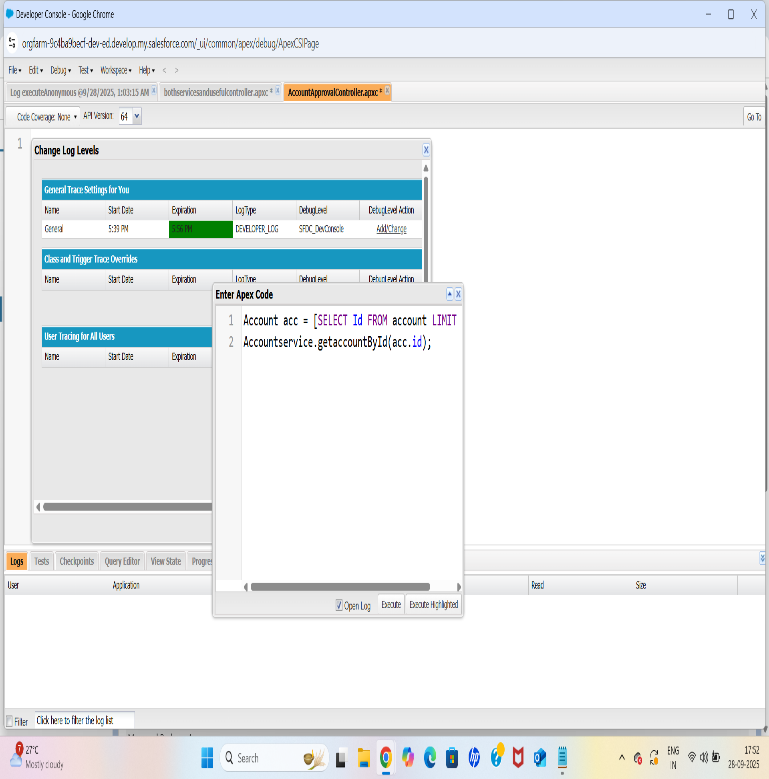 Developer Console - Google Chrome
orgfarm-9c4ba9becf-dev-ed.develop.my.salesforce.com/_ui/common/apex/debug/ApexCSIPage
File Edit Debug Test Workspace Help < >
Log executeAnonymous @9/28/2025, 1:03:15 AM bothservicesandusefulcontroller.apxc * AccountApprovalController.apxc *
Code Coverage: None API Version: 64 Go To
1
Change Log Levels
General Trace Settings for You
Name Start Date Expiration LogType DebugLevel DebugLevel Action
General 5:39 PM DEVELOPER_LOG SFDC_DevConsole Add/Change
Class and Trigger Trace Overrides
Name Start Date Expiration LogType DebugLevel DebugLevel Action
User Tracing for All Users
Name Start Date Expiration
Enter Apex Code
1 Account acc = [SELECT Id FROM account LIMIT
2 Accountservice.getaccountById(acc.id);
Open Log Execute Execute Highlighted
Logs Tests Checkpoints Query Editor View State Progres
User Application Read Size
Filter Click here to filter the log list
7 27°C
Mostly cloudy
Search
ENG
IN
17:52
28-09-2025